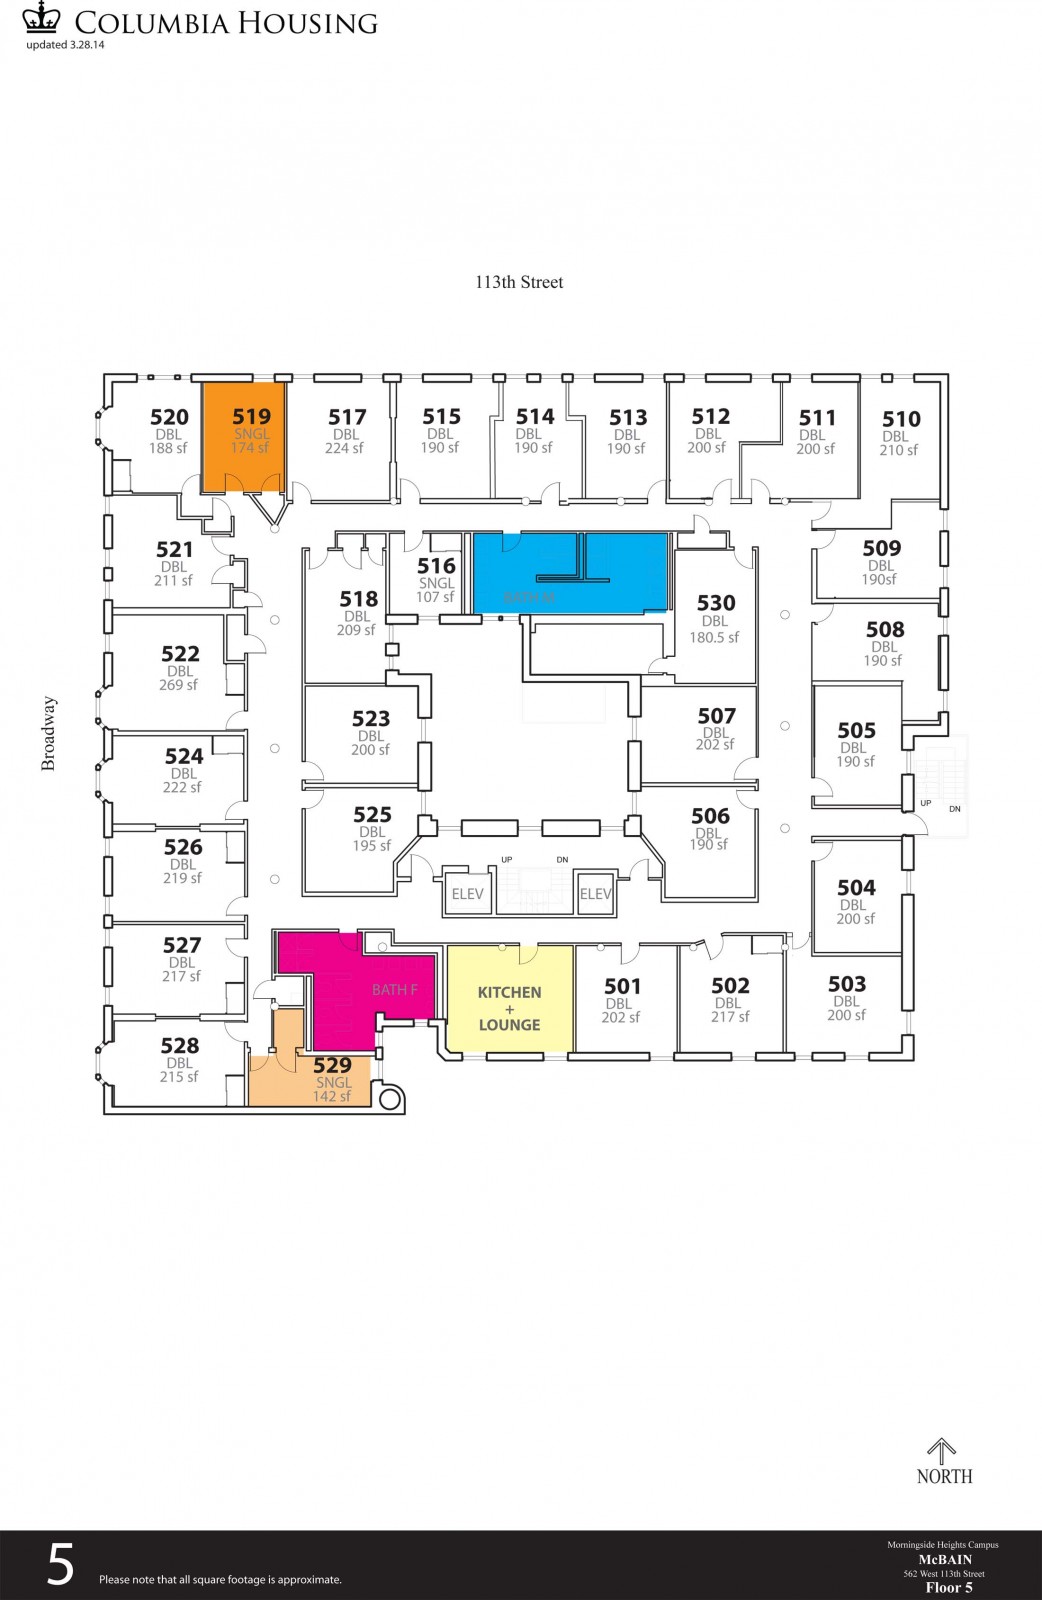 COLUMBIA HOUSING
updated 3.28.14
113th Street
Broadway
520
DBL
188 sf
519
SNGL
174 sf
517
DBL
224 sf
515
DBL
190 sf
514
DBL
190 sf
513
DBL
190 sf
512
DBL
200 sf
511
DBL
200 sf
510
DBL
210 sf
521
DBL
211 sf
518
DBL
209 sf
516
SNGL
107 sf
BATH M
530
DBL
180.5 sf
509
DBL
190sf
508
DBL
190 sf
522
DBL
269 sf
523
DBL
200 sf
507
DBL
202 sf
505
DBL
190 sf
524
DBL
222 sf
525
DBL
195 sf
506
DBL
190 sf
UP
DN
526
DBL
219 sf
UP
DN
ELEV
ELEV
504
DBL
200 sf
527
DBL
217 sf
BATH F
KITCHEN
+
LOUNGE
501
DBL
202 sf
502
DBL
217 sf
503
DBL
200 sf
528
DBL
215 sf
529
SNGL
142 sf
NORTH
5
Please note that all square footage is approximate.
Morningside Heights Campus
McBAIN
562 West 113th Street
Floor 5